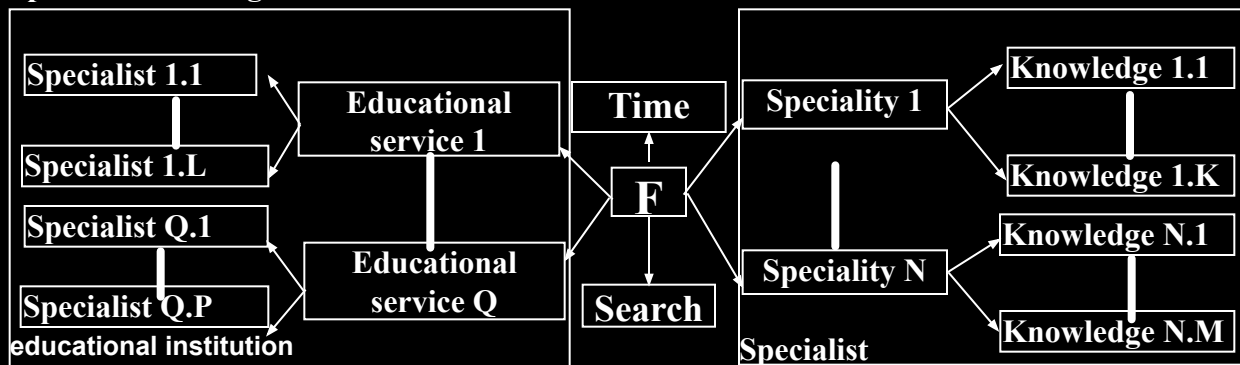 Specialist 1.1
Specialist 1.L
Specialist Q.1
Specialist Q.P
educational institution
Educational
service 1
Educational
service Q
Time
F
Search
Speciality 1
Speciality N
Specialist
Knowledge 1.1
Knowledge 1.K
Knowledge N.1
Knowledge N.M